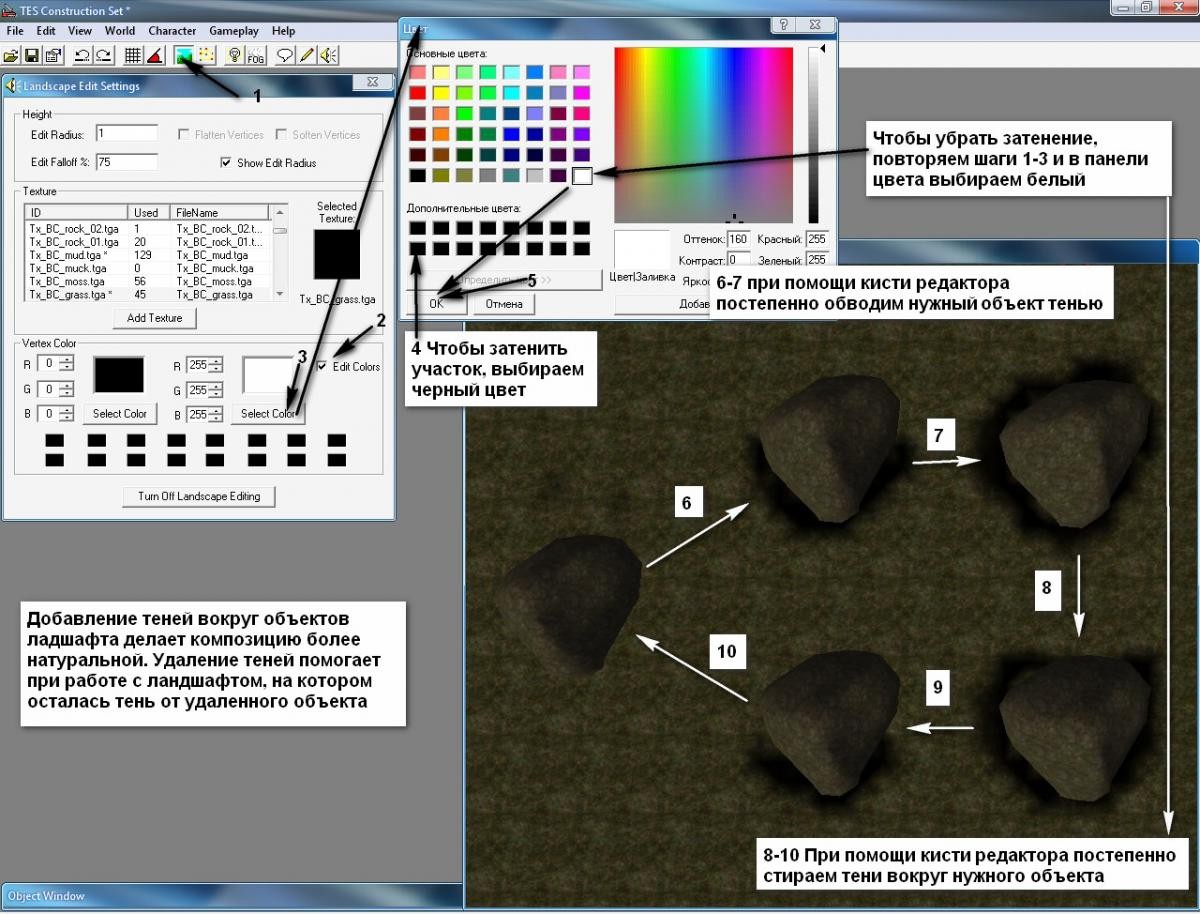 TES Construction Set *
File Edit View World Character Gameplay Help
FOG
1
Landscape Edit Settings
Height
Edit Radius: 1
Flatten Vertices
Soften Vertices
Edit Falloff %: 75
Show Edit Radius
Texture
ID Used FileName
Tx_BC_rock_02.tga 1 Tx_BC_rock_02.t...
Tx_BC_rock_01.tga 20 Tx_BC_rock_01.t...
Tx_BC_mud.tga * 129 Tx_BC_mud.tga
Tx_BC_muck.tga 0 Tx_BC_muck.tga
Tx_BC_moss.tga 56 Tx_BC_moss.tga
Tx_BC_grass.tga * 45 Tx_BC_grass.tga
Selected
Texture:
Tx_BC_grass.tga
Add Texture
Vertex Color
R 0
G 0
B 0
Select Color
R 255
G 255
B 255
Select Color
Edit Colors
2
3
Turn Off Landscape Editing
Цвет
Основные цвета:
Дополнительные цвета:
>>
OK
Отмена
5
Цвет|Заливка
Оттенок: 160 Красный: 255
Контраст: 0 Зеленый: 255
Чтобы убрать затенение,
повторяем шаги 1-3 и в панели
цвета выбираем белый
6-7 при помощи кисти редактора
постепенно обводим нужный объект тенью
4 Чтобы затенить
участок, выбираем
черный цвет
6
7
8
9
10
Добавление теней вокруг объектов
ладшафта делает композицию более
натуральной. Удаление теней помогает
при работе с ландшафтом, на котором
осталась тень от удаленного объекта
8-10 При помощи кисти редактора постепенно
стираем тени вокруг нужного объекта
Object Window